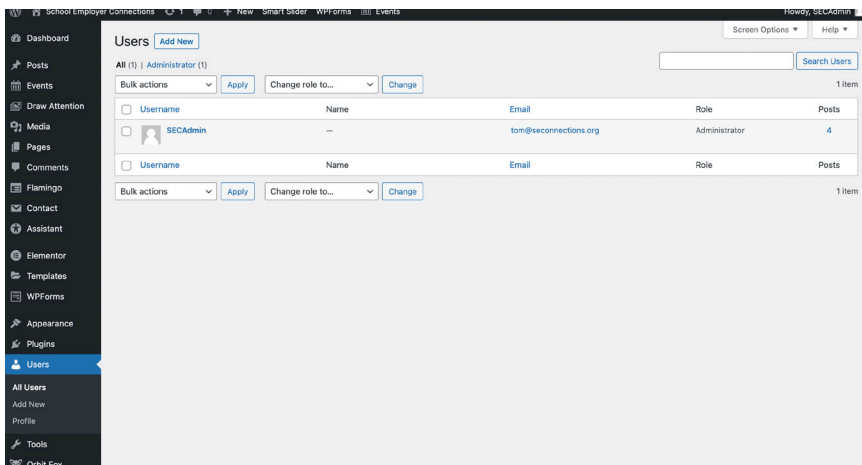 School Employer Connections 1 0 + New Smart Slider WPForms Events Howdy, SECAdmin
Dashboard
Posts
Events
Draw Attention
Media
Pages
Comments
Flamingo
Contact
Assistant
Elementor
Templates
WPForms
Appearance
Plugins
Users
All Users
Add New
Profile
Tools
Orbit Fox
Screen Options ▼ Help ▼
Users Add New
All (1) | Administrator (1)
Search Users
Bulk actions Apply Change role to... Change 1 item
Username Name Email Role Posts
SECAdmin — tom@seconnections.org Administrator 4
Username Name Email Role Posts
Bulk actions Apply Change role to... Change 1 item